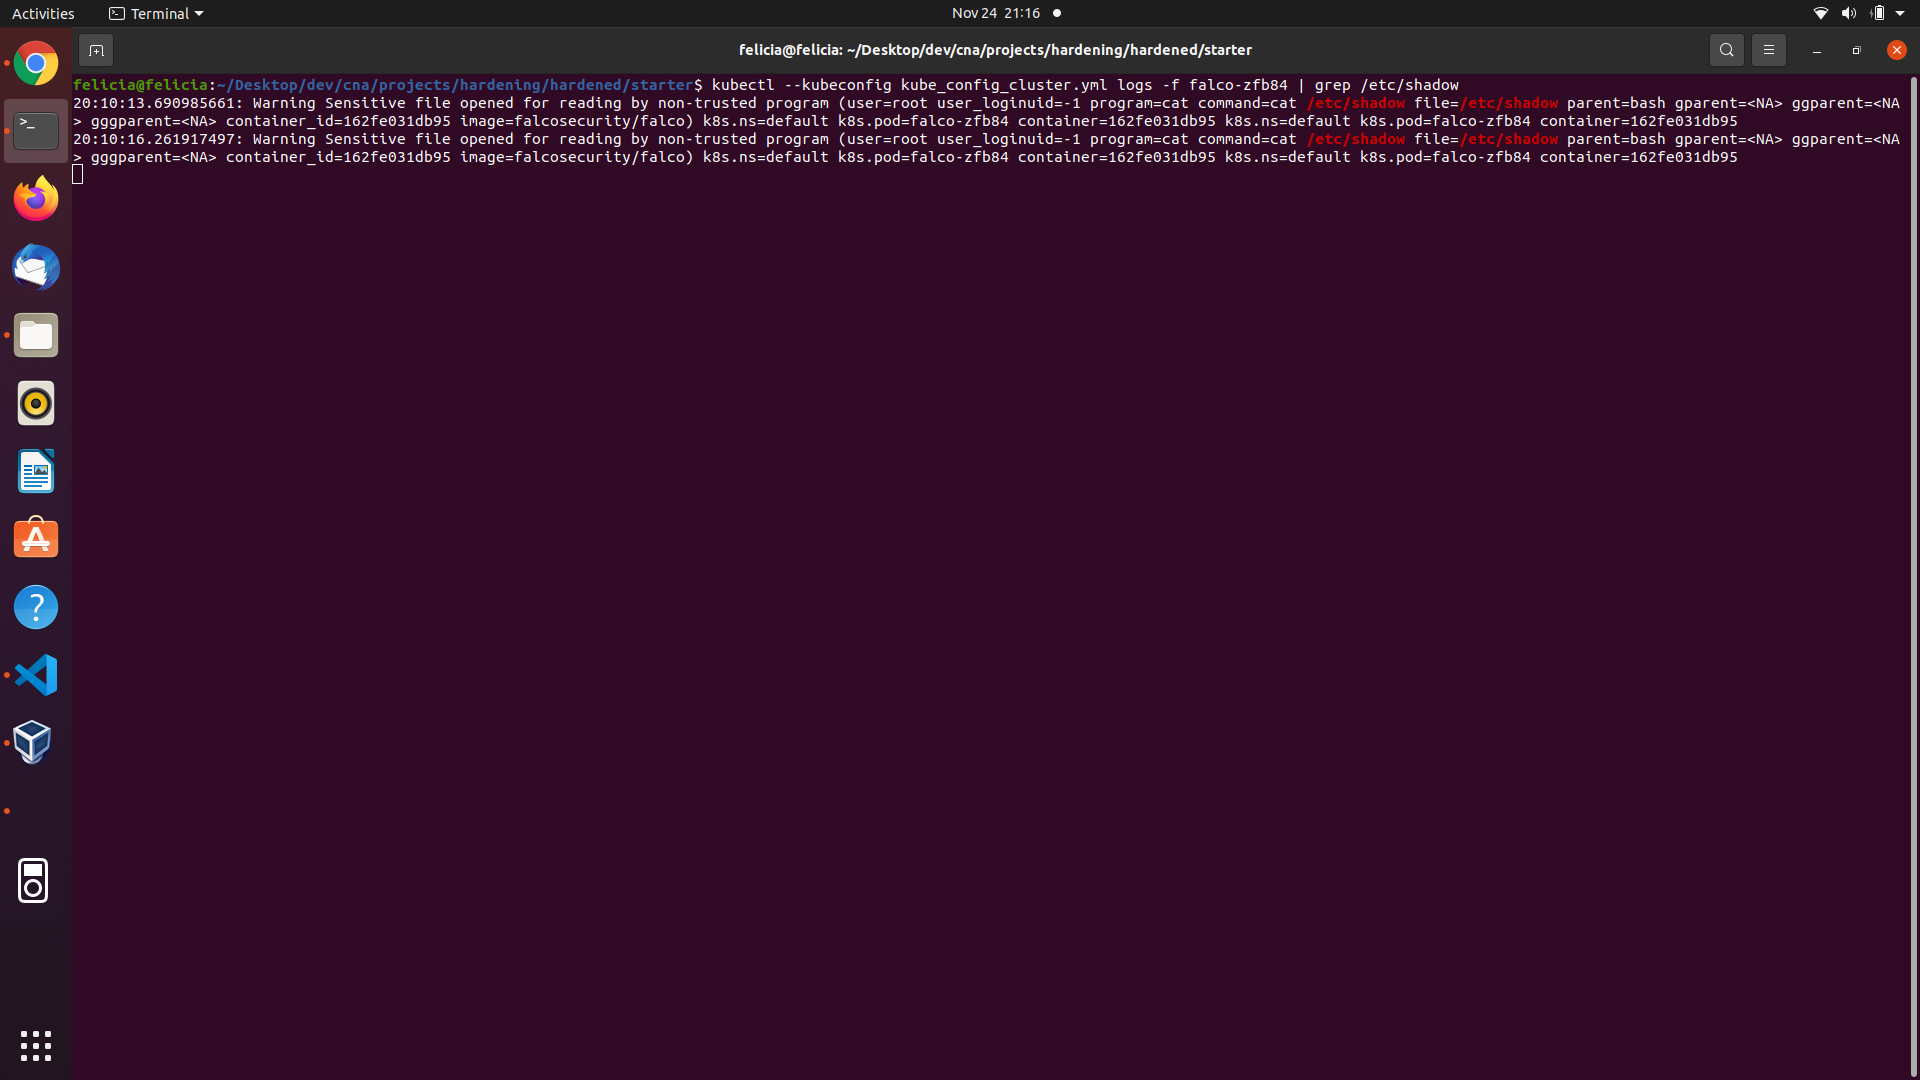 Activities Terminal Nov 24 21:16
felicia@felicia: ~/Desktop/dev/cna/projects/hardening/hardened/starter
felicia@felicia:~/Desktop/dev/cna/projects/hardening/hardened/starter$ kubectl --kubeconfig kube_config_cluster.yml logs -f falco-zfb84 | grep /etc/shadow
20:10:13.690985661: Warning Sensitive file opened for reading by non-trusted program (user=root user_loginuid=-1 program=cat command=cat /etc/shadow file=/etc/shadow parent=bash gparent=<NA> ggparent=<NA
> gggparent=<NA> container_id=162fe031db95 image=falcosecurity/falco) k8s.ns=default k8s.pod=falco-zfb84 container=162fe031db95 k8s.ns=default k8s.pod=falco-zfb84 container=162fe031db95
20:10:16.261917497: Warning Sensitive file opened for reading by non-trusted program (user=root user_loginuid=-1 program=cat command=cat /etc/shadow file=/etc/shadow parent=bash gparent=<NA> ggparent=<NA
> gggparent=<NA> container_id=162fe031db95 image=falcosecurity/falco) k8s.ns=default k8s.pod=falco-zfb84 container=162fe031db95 k8s.ns=default k8s.pod=falco-zfb84 container=162fe031db95